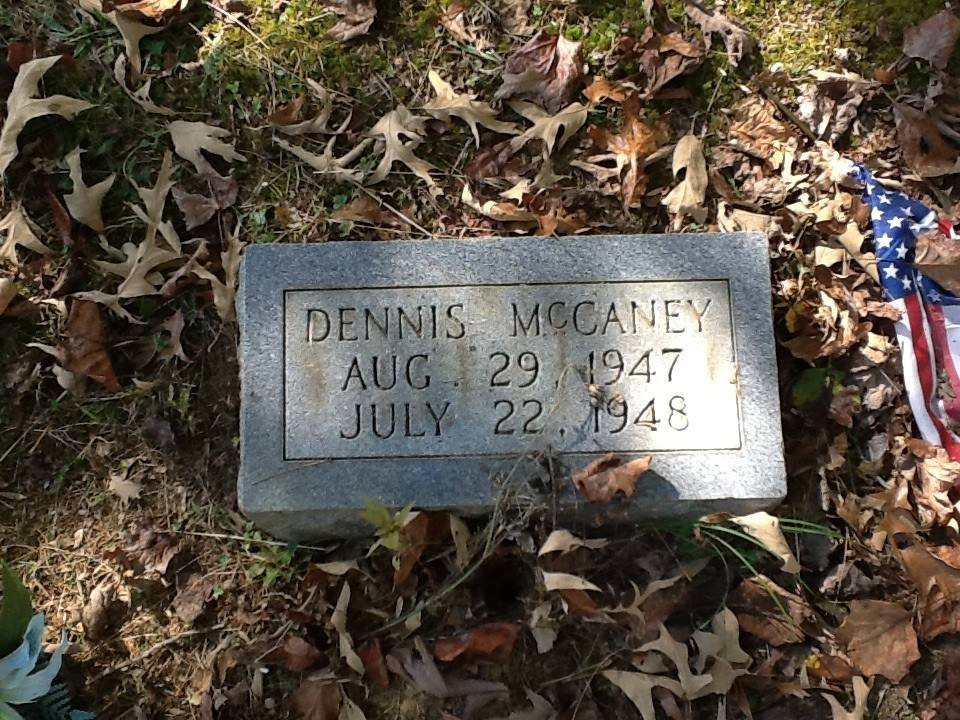 DENNIS McCANEY
AUG. 29, 1947
JULY 22, 1948